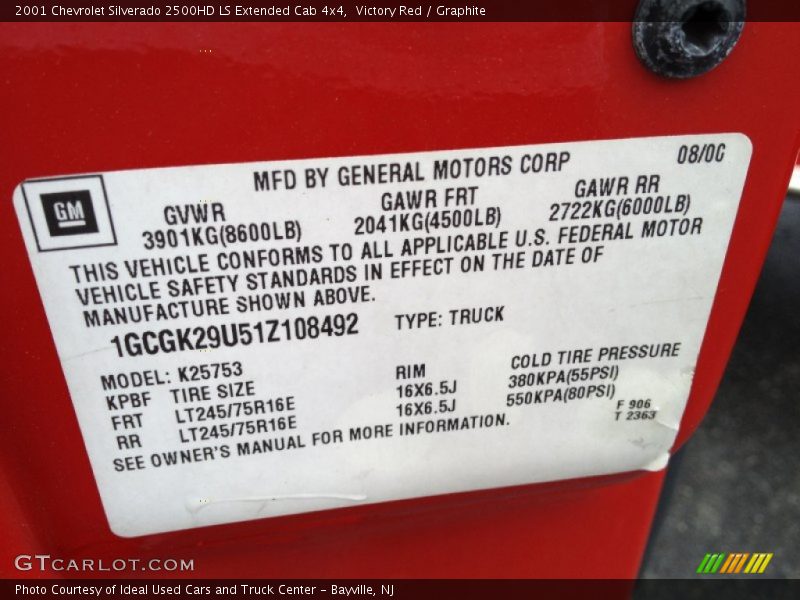 2001 Chevrolet Silverado 2500HD LS Extended Cab 4x4, Victory Red / Graphite
MFD BY GENERAL MOTORS CORP 08/00
GM
GVWR GAWR FRT GAWR RR
3901KG(8600LB) 2041KG(4500LB) 2722KG(6000LB)
THIS VEHICLE CONFORMS TO ALL APPLICABLE U.S. FEDERAL MOTOR
VEHICLE SAFETY STANDARDS IN EFFECT ON THE DATE OF
MANUFACTURE SHOWN ABOVE.
1GCGK29U51Z108492 TYPE: TRUCK
MODEL: K25753
KPBF TIRE SIZE RIM COLD TIRE PRESSURE
FRT LT245/75R16E 16X6.5J 380KPA(55PSI)
RR LT245/75R16E 16X6.5J 550KPA(80PSI)
SEE OWNER'S MANUAL FOR MORE INFORMATION.
F 906
T 2363
GTCARLOT.COM
Photo Courtesy of Ideal Used Cars and Truck Center - Bayville, NJ